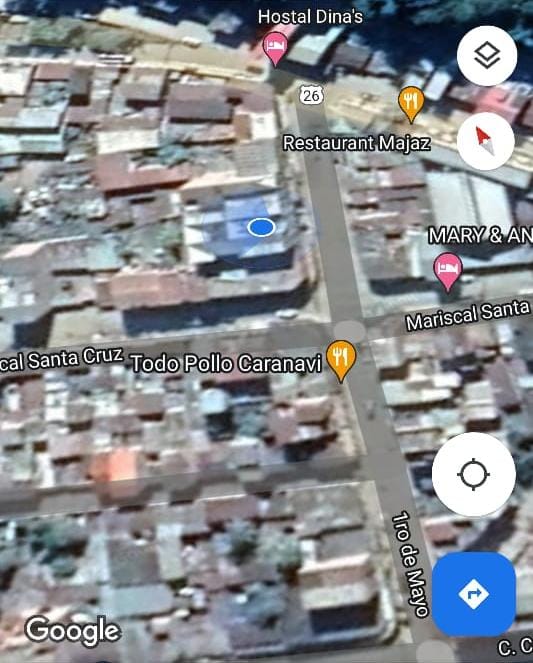 Hostal Dina's
26
Restaurant Majaz
MARY & AN
Mariscal Santa
cal Santa Cruz
Todo Pollo Caranavi
1ro de Mayo
Google
C. C